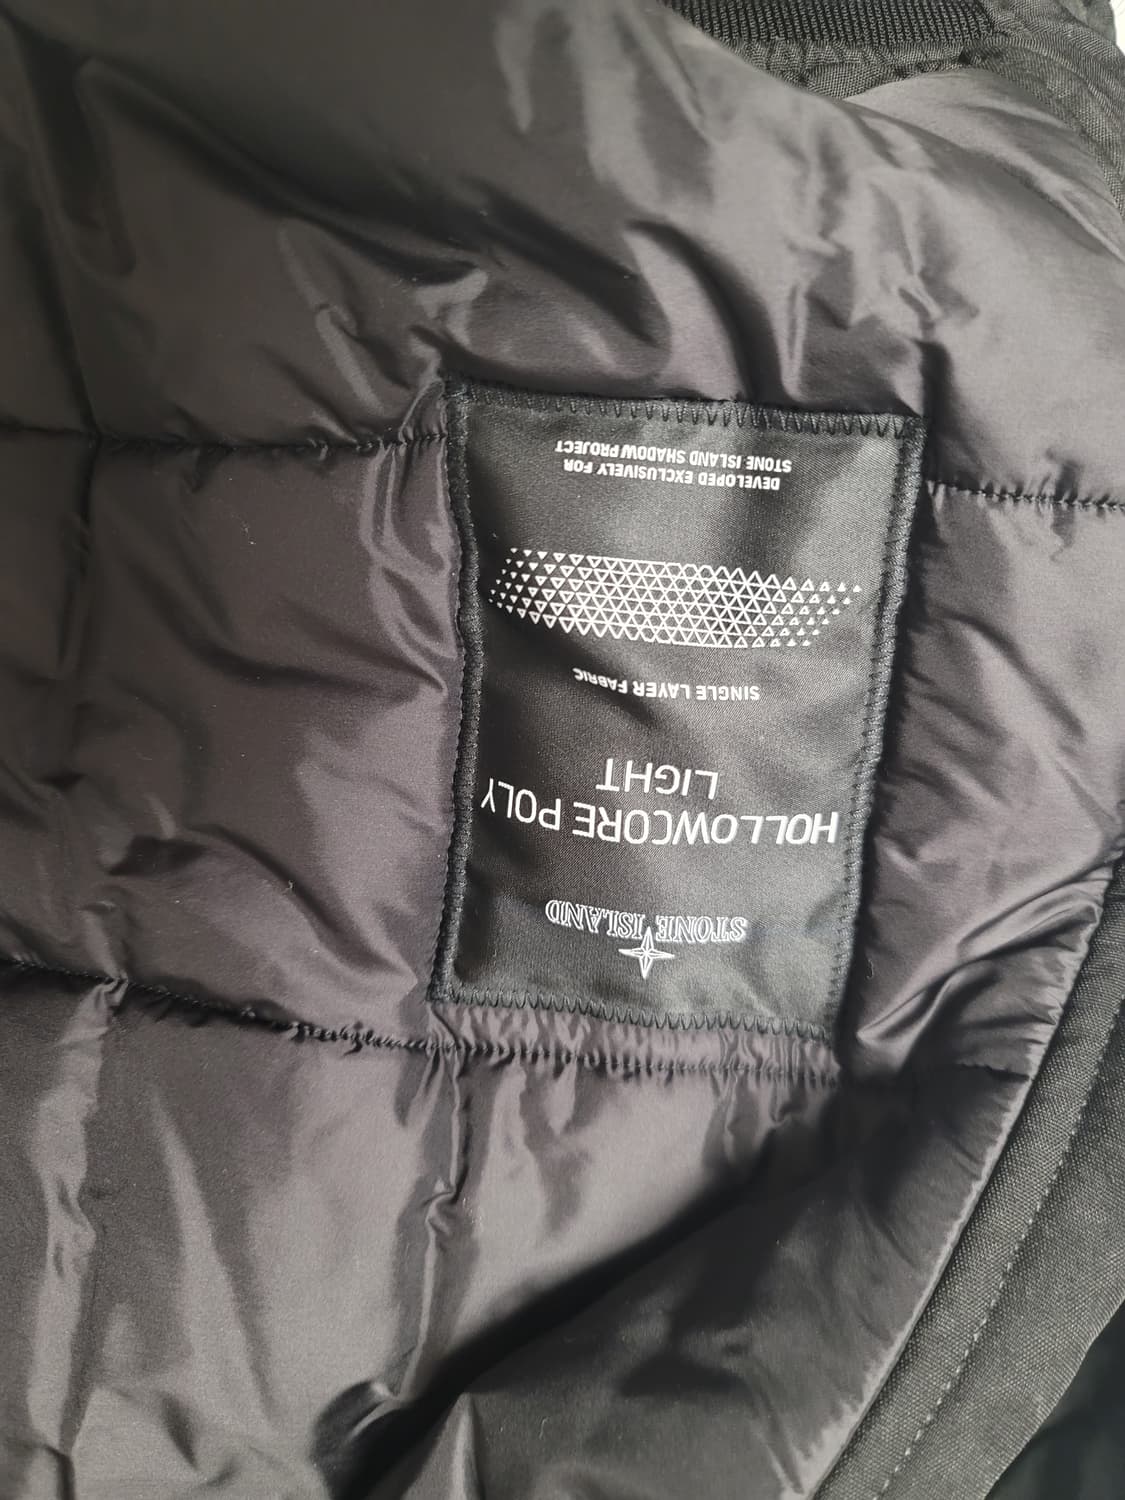 STONE ISLAND
HOLLOWCORE POLY
LIGHT
SINGLE LAYER FABRIC
DEVELOPED EXCLUSIVELY FOR
STONE ISLAND SHADOW PROJECT